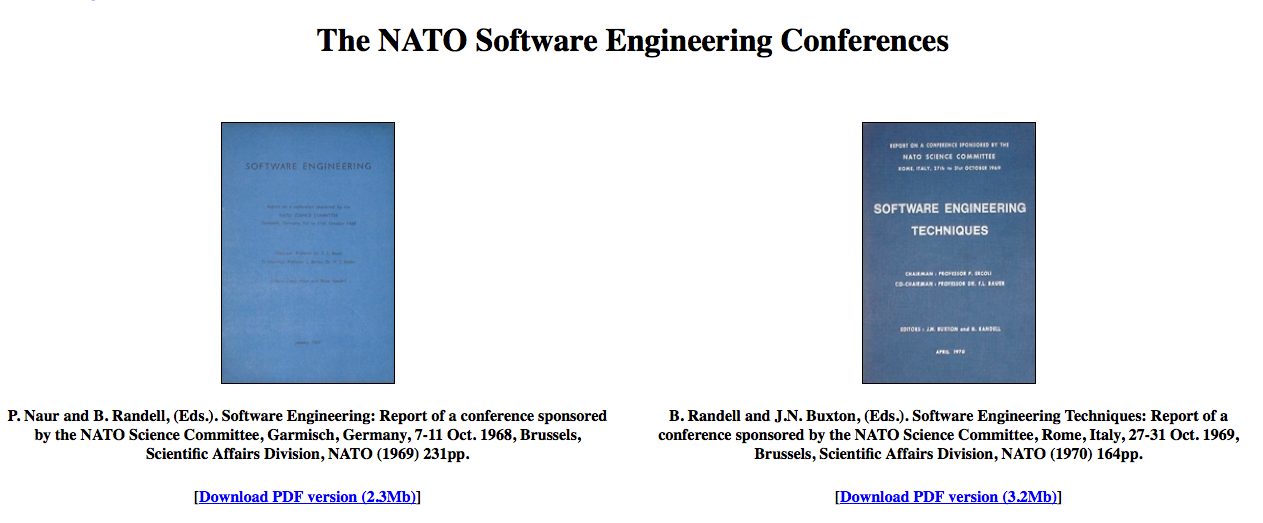 The NATO Software Engineering Conferences
SOFTWARE ENGINEERING
P. Naur and B. Randell, (Eds.). Software Engineering: Report of a conference sponsored
by the NATO Science Committee, Garmisch, Germany, 7-11 Oct. 1968, Brussels,
Scientific Affairs Division, NATO (1969) 231pp.
[Download PDF version (2.3Mb)]
REPORT ON A CONFERENCE SPONSORED BY THE
NATO SCIENCE COMMITTEE
ROME, ITALY, 27th to 31st OCTOBER 1969
SOFTWARE ENGINEERING
TECHNIQUES
CHAIRMAN : PROFESSOR P. ERCOLI
CO-CHAIRMAN : PROFESSOR DR. F.L. BAUER
EDITORS : J.N. BUXTON and B. RANDELL
APRIL 1970
B. Randell and J.N. Buxton, (Eds.). Software Engineering Techniques: Report of a
conference sponsored by the NATO Science Committee, Rome, Italy, 27-31 Oct. 1969,
Brussels, Scientific Affairs Division, NATO (1970) 164pp.
[Download PDF version (3.2Mb)]